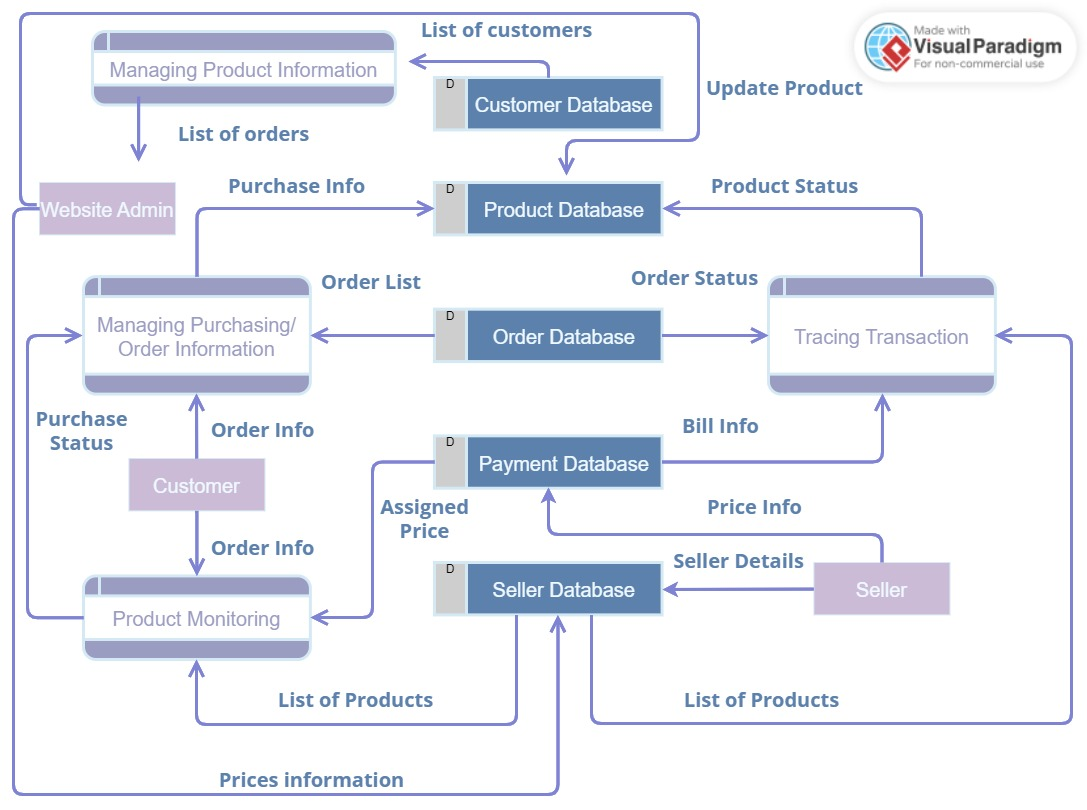 List of customers
Made with
VisualParadigm
For non-commercial use
Managing Product Information
D
Customer Database
Update Product
List of orders
Purchase Info
D
Product Database
Product Status
Website Admin
Order List
Order Status
Managing Purchasing/
Order Information
D
Order Database
Tracing Transaction
Purchase
Status
Order Info
Bill Info
D
Payment Database
Customer
Assigned
Price
Price Info
Order Info
Seller Details
D
Seller Database
Seller
Product Monitoring
List of Products
List of Products
Prices information